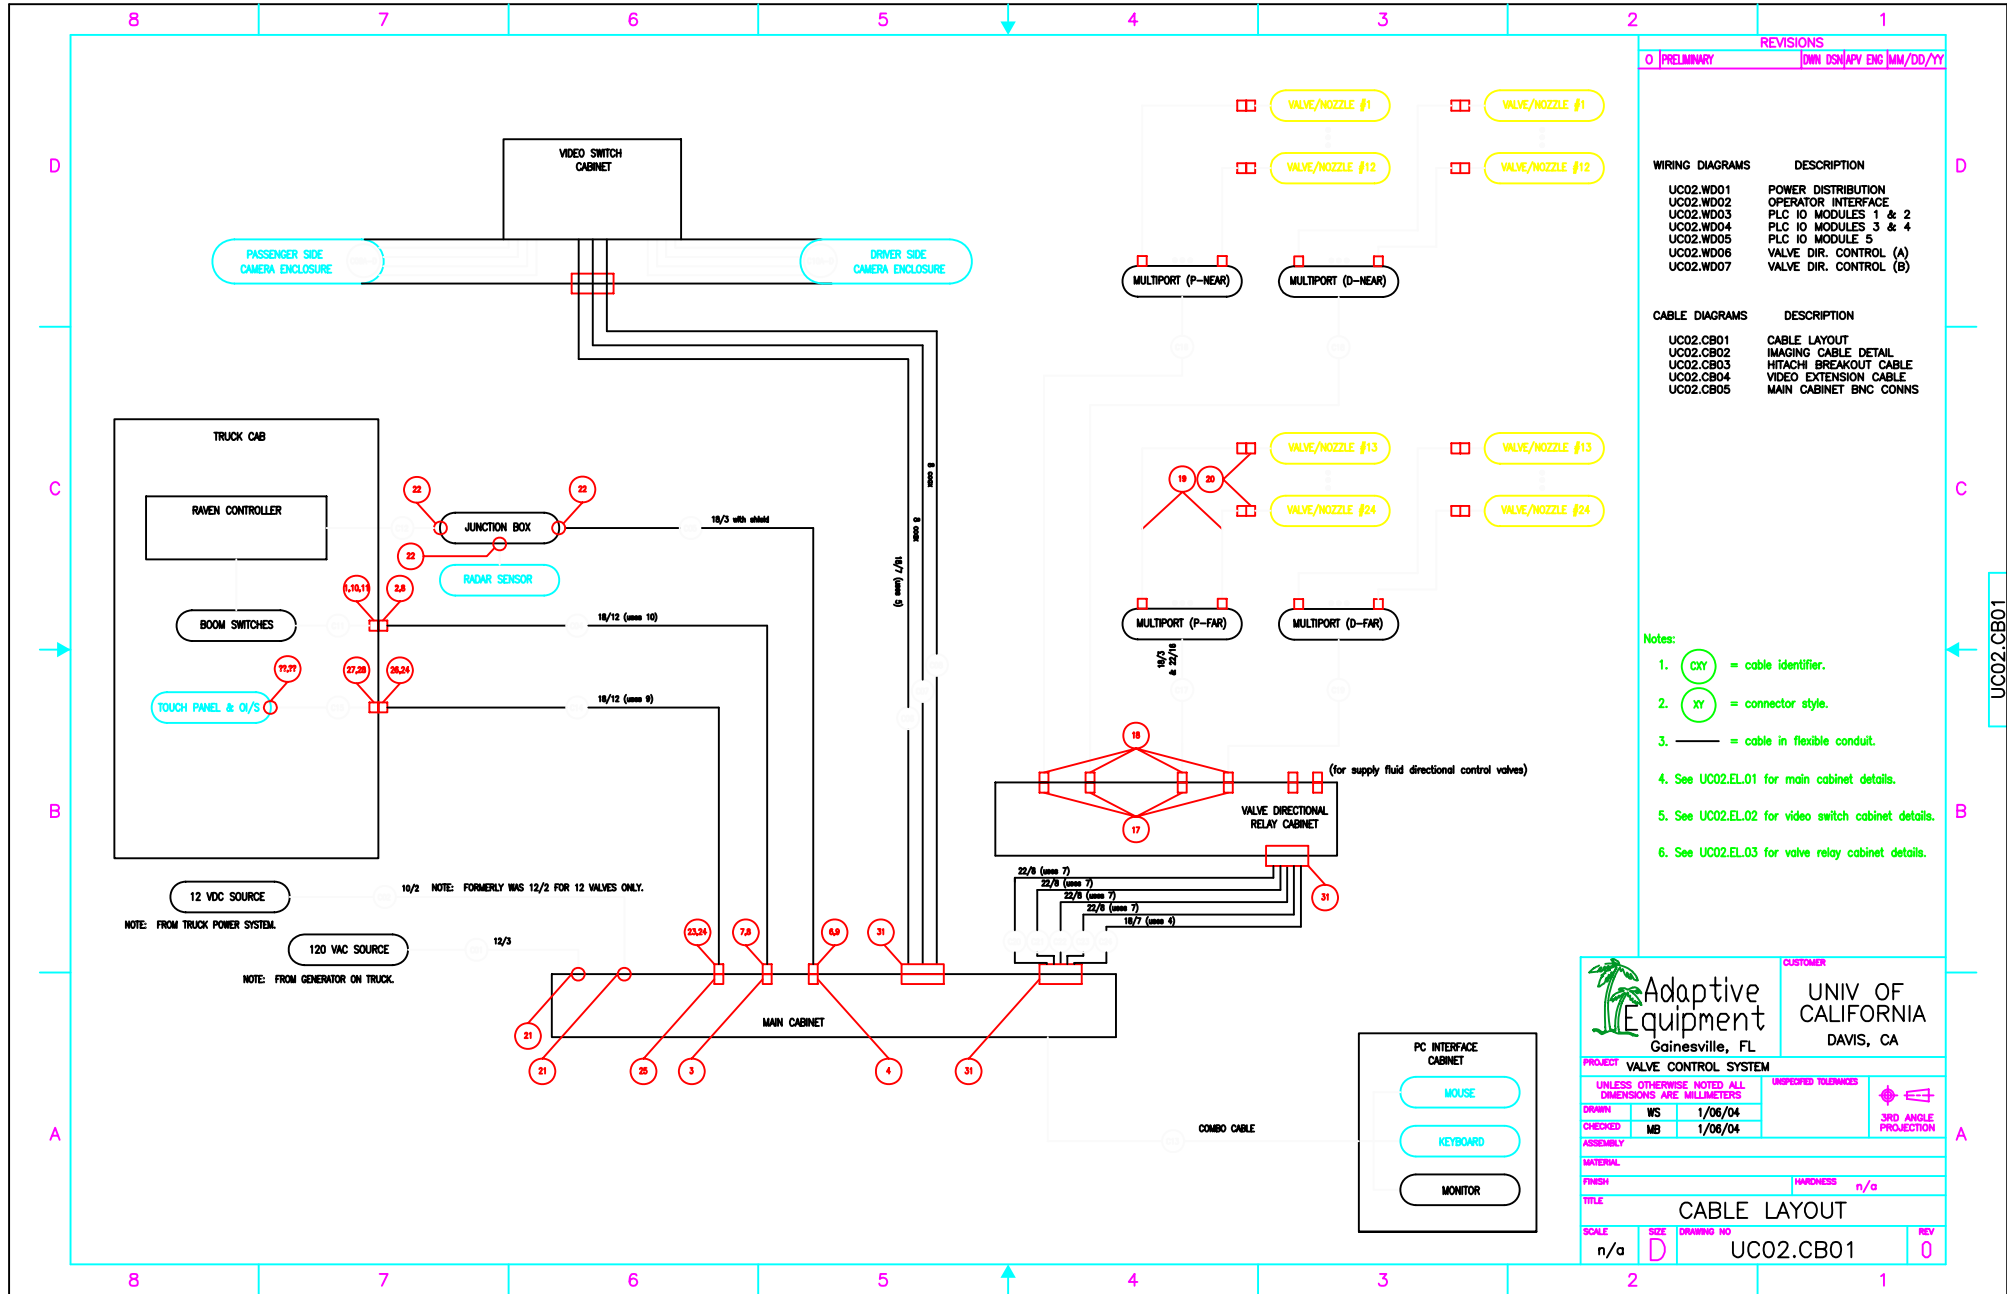 8 7 6 5 4 3 2 1
REVISIONS
0 PRELIMINARY DWN DSN APV ENG MM/DD/YY
D
D
VIDEO SWITCH
CABINET
PASSENGER SIDE
CAMERA ENCLOSURE
DRIVER SIDE
CAMERA ENCLOSURE
VALVE/NOZZLE #1
VALVE/NOZZLE #1
VALVE/NOZZLE #12
VALVE/NOZZLE #12
MULTIPORT (P-NEAR)
MULTIPORT (D-NEAR)
WIRING DIAGRAMS DESCRIPTION
UC02.WD01 POWER DISTRIBUTION
UC02.WD02 OPERATOR INTERFACE
UC02.WD03 PLC IO MODULES 1 & 2
UC02.WD04 PLC IO MODULES 3 & 4
UC02.WD05 PLC IO MODULE 5
UC02.WD06 VALVE DIR. CONTROL (A)
UC02.WD07 VALVE DIR. CONTROL (B)
CABLE DIAGRAMS DESCRIPTION
UC02.CB01 CABLE LAYOUT
UC02.CB02 IMAGING CABLE DETAIL
UC02.CB03 HITACHI BREAKOUT CABLE
UC02.CB04 VIDEO EXTENSION CABLE
UC02.CB05 MAIN CABINET BNC CONNS
C
C
TRUCK CAB
RAVEN CONTROLLER
22
22
JUNCTION BOX
22
RADAR SENSOR
18/3 with shield
1,10,11
2,8
BOOM SWITCHES
18/12 (uses 10)
??,??
27,28
26,24
TOUCH PANEL & OI/S
18/12 (uses 9)
8 coax
8 coax
18/7 (uses 5)
VALVE/NOZZLE #13
VALVE/NOZZLE #13
19
20
VALVE/NOZZLE #24
VALVE/NOZZLE #24
MULTIPORT (P-FAR)
MULTIPORT (D-FAR)
18/3
& 22/16
18
(for supply fluid directional control valves)
VALVE DIRECTIONAL
RELAY CABINET
17
31
22/8 (uses 7)
22/8 (uses 7)
22/8 (uses 7)
22/8 (uses 7)
18/7 (uses 4)
Notes:
1. CXY = cable identifier.
2. XY = connector style.
3. = cable in flexible conduit.
4. See UC02.EL.01 for main cabinet details.
5. See UC02.EL.02 for video switch cabinet details.
6. See UC02.EL.03 for valve relay cabinet details.
UC02.CB01
B
B
12 VDC SOURCE
10/2 NOTE: FORMERLY WAS 12/2 FOR 12 VALVES ONLY.
NOTE: FROM TRUCK POWER SYSTEM.
120 VAC SOURCE
12/3
NOTE: FROM GENERATOR ON TRUCK.
23,24
7,8
6,9
31
MAIN CABINET
21
21
25
3
4
31
A
A
COMBO CABLE
PC INTERFACE
CABINET
MOUSE
KEYBOARD
MONITOR
Adaptive
Equipment
Gainesville, FL
CUSTOMER
UNIV OF
CALIFORNIA
DAVIS, CA
PROJECT VALVE CONTROL SYSTEM
UNLESS OTHERWISE NOTED ALL
DIMENSIONS ARE MILLIMETERS
UNSPECIFIED TOLERANCES
DRAWN WS 1/06/04
CHECKED MB 1/06/04
3RD ANGLE
PROJECTION
ASSEMBLY
MATERIAL
FINISH HARDNESS n/a
TITLE CABLE LAYOUT
SCALE n/a SIZE D DRAWING NO UC02.CB01 REV 0
8 7 6 5 4 3 2 1